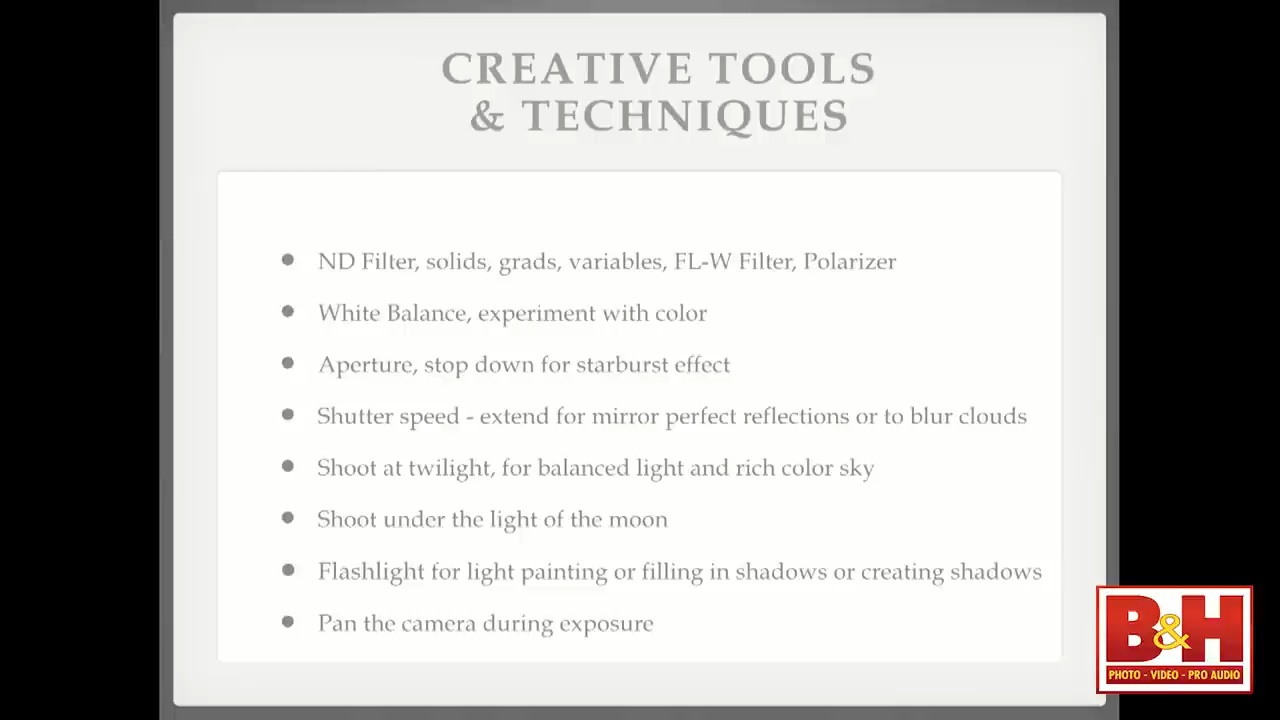 CREATIVE TOOLS
& TECHNIQUES
ND Filter, solids, grads, variables, FL-W Filter, Polarizer
White Balance, experiment with color
Aperture, stop down for starburst effect
Shutter speed - extend for mirror perfect reflections or to blur clouds
Shoot at twilight, for balanced light and rich color sky
Shoot under the light of the moon
Flashlight for light painting or filling in shadows or creating shadows
Pan the camera during exposure
B&H
PHOTO - VIDEO - PRO AUDIO